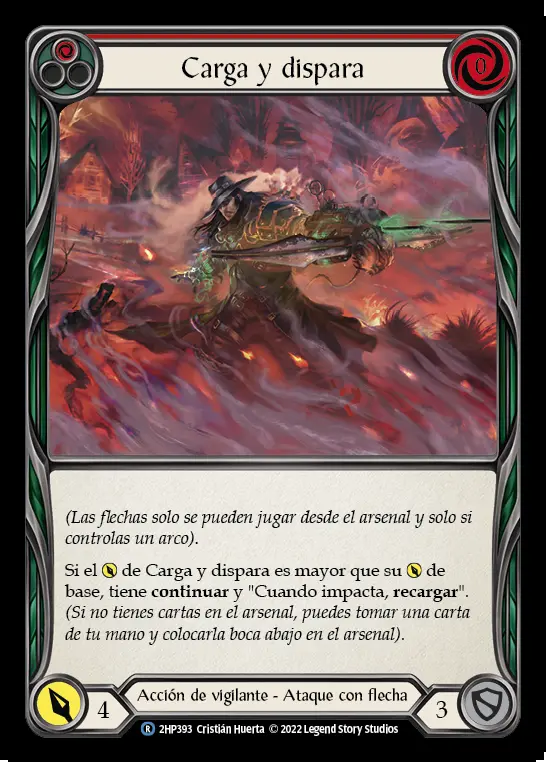 Carga y dispara
0
(Las flechas solo se pueden jugar desde el arsenal y solo si
controlas un arco).
Si el de Carga y dispara es mayor que su de
base, tiene continuar y "Cuando impacta, recargar".
(Si no tienes cartas en el arsenal, puedes tomar una carta
de tu mano y colocarla boca abajo en el arsenal).
4
Acción de vigilante - Ataque con flecha
3
R 2HP393 Cristián Huerta © 2022 Legend Story Studios